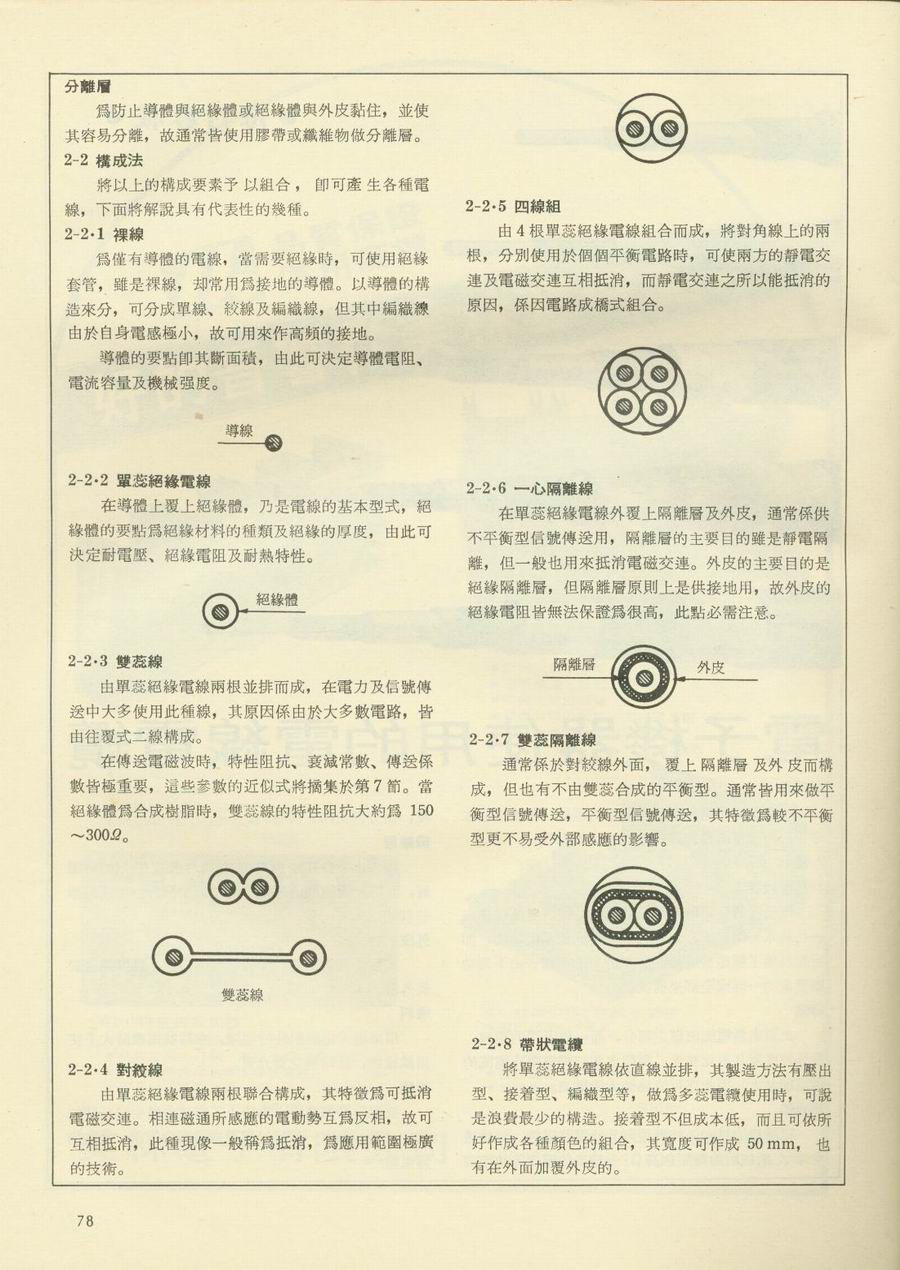 分離層
爲防止導體與絕緣體或絕緣體與外皮黏住，並使
其容易分離，故通常皆使用膠帶或纖維物做分離層。
2-2 構成法
將以上的構成要素予以組合，卽可產生各種電
線，下面將解說具有代表性的幾種。
2-2·1 裸線
爲僅有導體的電線，當需要絕緣時，可使用絕緣
套管，雖是裸線，却常用爲接地的導體。以導體的構
造來分，可分成單線、絞線及編織線，但其中編織線
由於自身電感極小，故可用來作高頻的接地。
導體的要點卽其斷面積，由此可決定導體電阻、
電流容量及機械强度。
導線
2-2·2 單蕊絕緣電線
在導體上覆上絕緣體，乃是電線的基本型式，絕
緣體的要點爲絕緣材料的種類及絕緣的厚度，由此可
決定耐電壓、絕緣電阻及耐熱特性。
絕緣體
2-2·3 雙蕊線
由單蕊絕緣電線兩根並排而成，在電力及信號傳
送中大多使用此種線，其原因係由於大多數電路，皆
由往覆式二線構成。
在傳送電磁波時，特性阻抗、衰減常數、傳送係
數皆極重要，這些參數的近似式將摘集於第7節。當
絕緣體爲合成樹脂時，雙蕊線的特性阻抗大約爲 150
～300Ω。
雙蕊線
2-2·4 對絞線
由單蕊絕緣電線兩根聯合構成，其特徵爲可抵消
電磁交連。相連磁通所感應的電動勢互爲反相，故可
互相抵消，此種現像一般稱爲抵消，爲應用範圍極廣
的技術。
2-2·5 四線組
由4根單蕊絕緣電線組合而成，將對角線上的兩
根，分別使用於個個平衡電路時，可使兩方的靜電交
連及電磁交連互相抵消，而靜電交連之所以能抵消的
原因，係因電路成橋式組合。
2-2·6 一心隔離線
在單蕊絕緣電線外覆上隔離層及外皮，通常係供
不平衡型信號傳送用，隔離層的主要目的雖是靜電隔
離，但一般也用來抵消電磁交連。外皮的主要目的是
絕緣隔離層，但隔離層原則上是供接地用，故外皮的
絕緣電阻皆無法保證爲很高，此點必需注意。
隔離層 外皮
2-2·7 雙蕊隔離線
通常係於對絞線外面，覆上隔離層及外皮而構
成，但也有不由雙蕊合成的平衡型。通常皆用來做平
衡型信號傳送，平衡型信號傳送，其特徵爲較不平衡
型更不易受外部感應的影響。
2-2·8 帶狀電纜
將單蕊絕緣電線依直線並排，其製造方法有壓出
型、接着型、編織型等，做爲多蕊電纜使用時，可說
是浪費最少的構造。接着型不但成本低，而且可依所
好作成各種顏色的組合，其寬度可作成 50 mm，也
有在外面加覆外皮的。
78